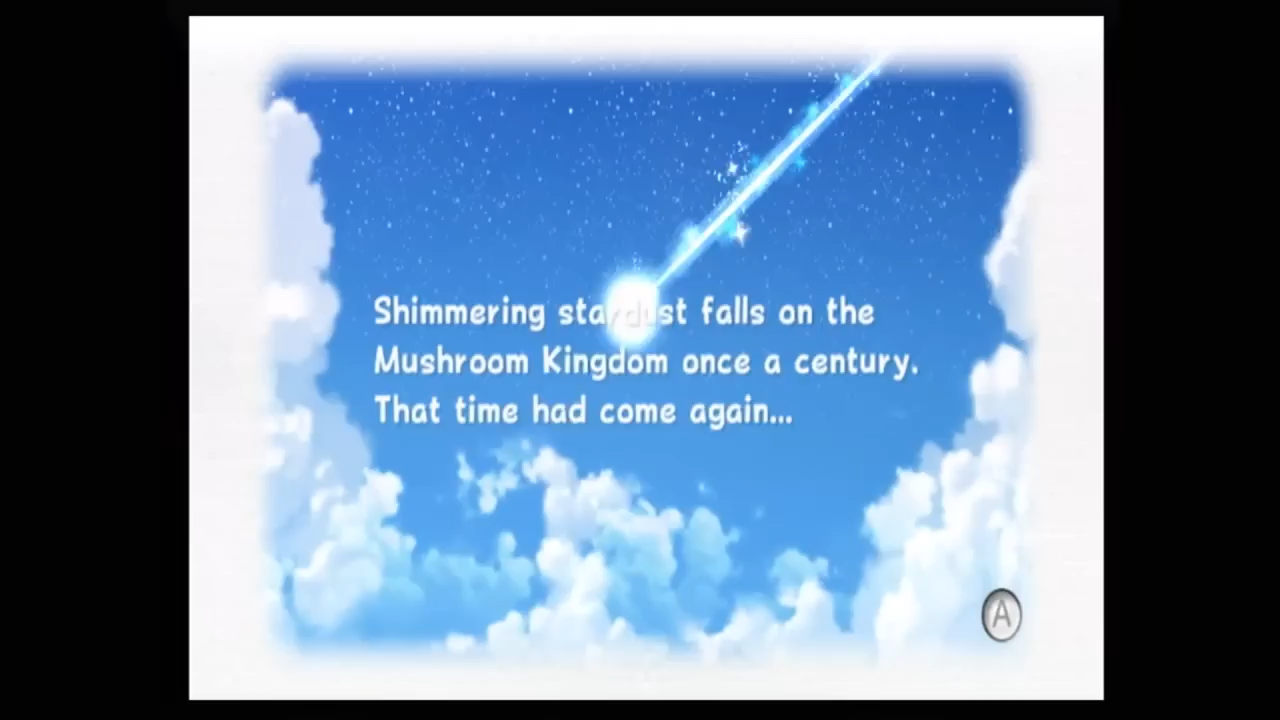 Shimmering stardust falls on the
Mushroom Kingdom once a century.
That time had come again...
A